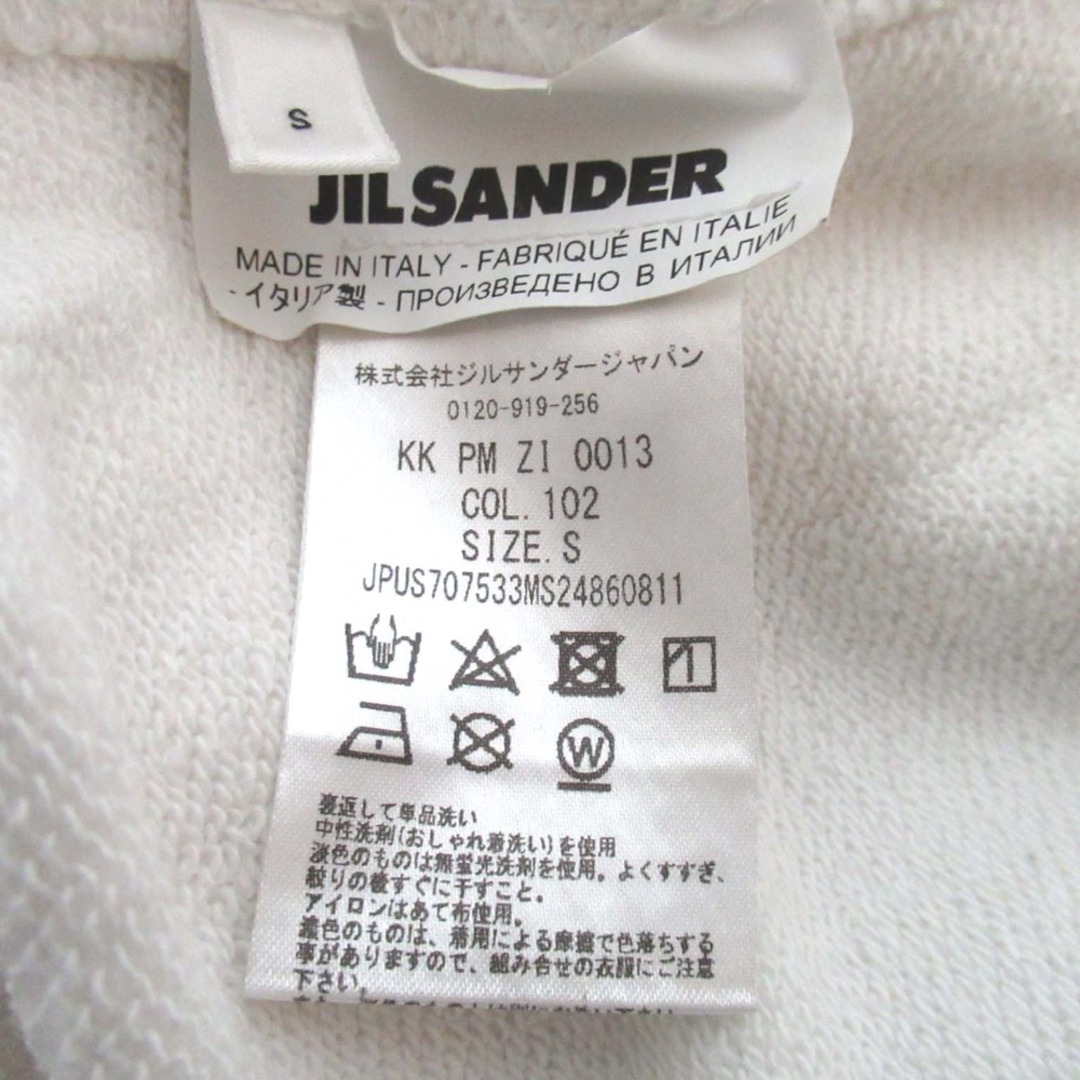 S
JIL SANDER
MADE IN ITALY - FABRIQUÉ EN ITALIE
- イタリア製 - ПРОИЗВЕДЕНО В ИТАЛИИ
株式会社ジルサンダージャパン
0120-919-256
KK PM ZI 0013
COL. 102
SIZE. S
JPUS707533MS24860811
W
裏返して単品洗い
中性洗剤(おしゃれ着洗い)を使用
淡色のものは無蛍光洗剤を使用。よくすすぎ、
絞りの後すぐに干すこと。
アイロンはあて布使用。
濃色のものは、着用による摩擦で色落ちする
事がありますので、組み合せの衣服にご注意
下さい。